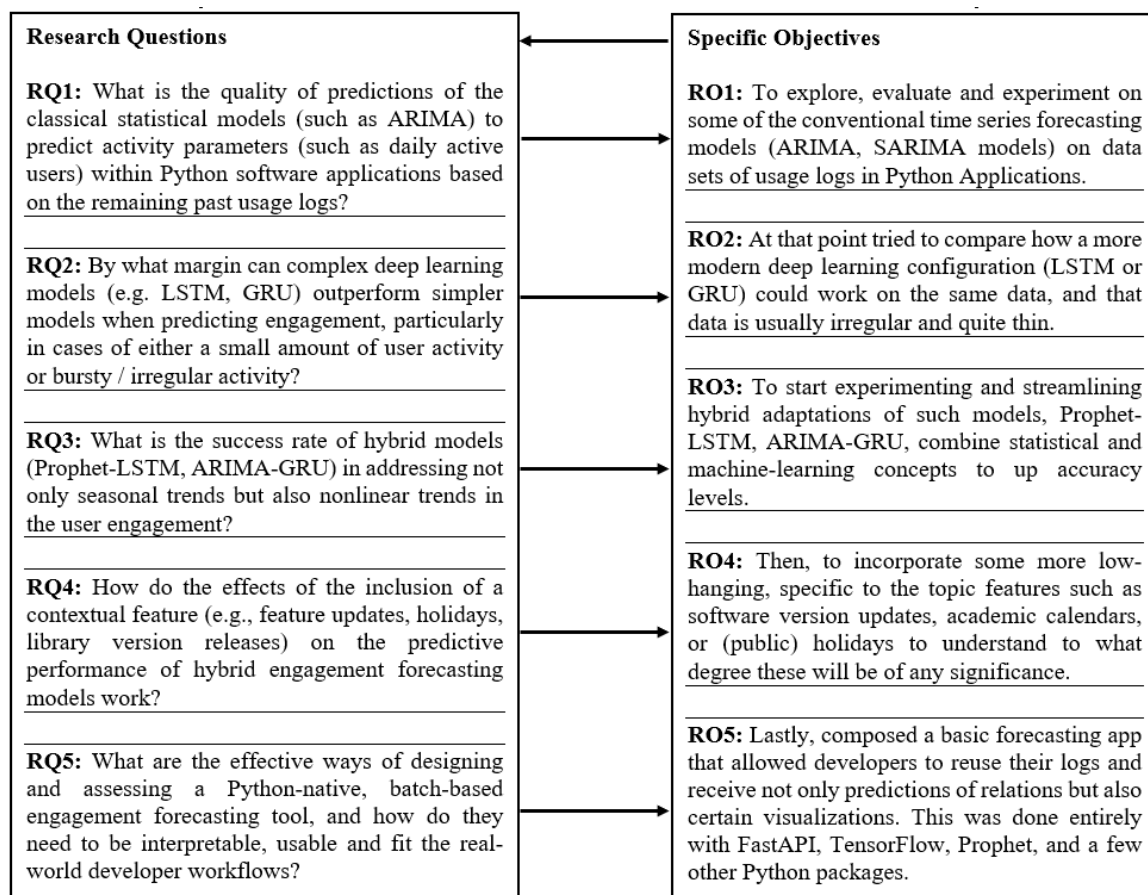 Research Questions
RQ1: What is the quality of predictions of the
classical statistical models (such as ARIMA) to
predict activity parameters (such as daily active
users) within Python software applications based
on the remaining past usage logs?
RQ2: By what margin can complex deep learning
models (e.g. LSTM, GRU) outperform simpler
models when predicting engagement, particularly
in cases of either a small amount of user activity
or bursty / irregular activity?
RQ3: What is the success rate of hybrid models
(Prophet-LSTM, ARIMA-GRU) in addressing not
only seasonal trends but also nonlinear trends in
the user engagement?
RQ4: How do the effects of the inclusion of a
contextual feature (e.g., feature updates, holidays,
library version releases) on the predictive
performance of hybrid engagement forecasting
models work?
RQ5: What are the effective ways of designing
and assessing a Python-native, batch-based
engagement forecasting tool, and how do they
need to be interpretable, usable and fit the real-
world developer workflows?
Specific Objectives
RO1: To explore, evaluate and experiment on
some of the conventional time series forecasting
models (ARIMA, SARIMA models) on data
sets of usage logs in Python Applications.
RO2: At that point tried to compare how a more
modern deep learning configuration (LSTM or
GRU) could work on the same data, and that
data is usually irregular and quite thin.
RO3: To start experimenting and streamlining
hybrid adaptations of such models, Prophet-
LSTM, ARIMA-GRU, combine statistical and
machine-learning concepts to up accuracy
levels.
RO4: Then, to incorporate some more low-
hanging, specific to the topic features such as
software version updates, academic calendars,
or (public) holidays to understand to what
degree these will be of any significance.
RO5: Lastly, composed a basic forecasting app
that allowed developers to reuse their logs and
receive not only predictions of relations but also
certain visualizations. This was done entirely
with FastAPI, TensorFlow, Prophet, and a few
other Python packages.